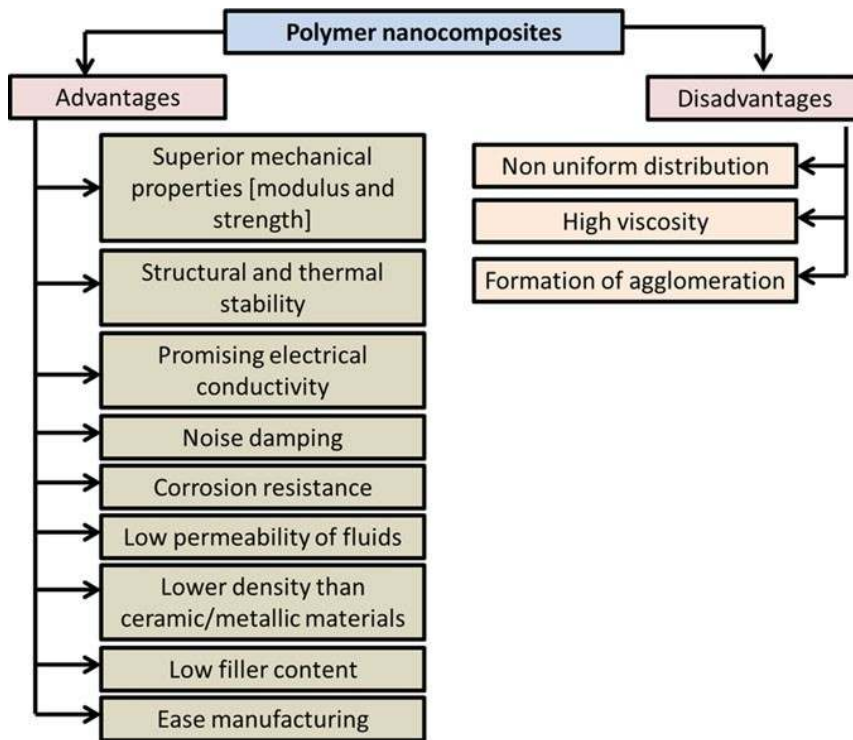 Polymer nanocomposites
Advantages
Disadvantages
Superior mechanical
properties [modulus and
strength]
Structural and thermal
stability
Promising electrical
conductivity
Noise damping
Corrosion resistance
Low permeability of fluids
Lower density than
ceramic/metallic materials
Low filler content
Ease manufacturing
Non uniform distribution
High viscosity
Formation of agglomeration